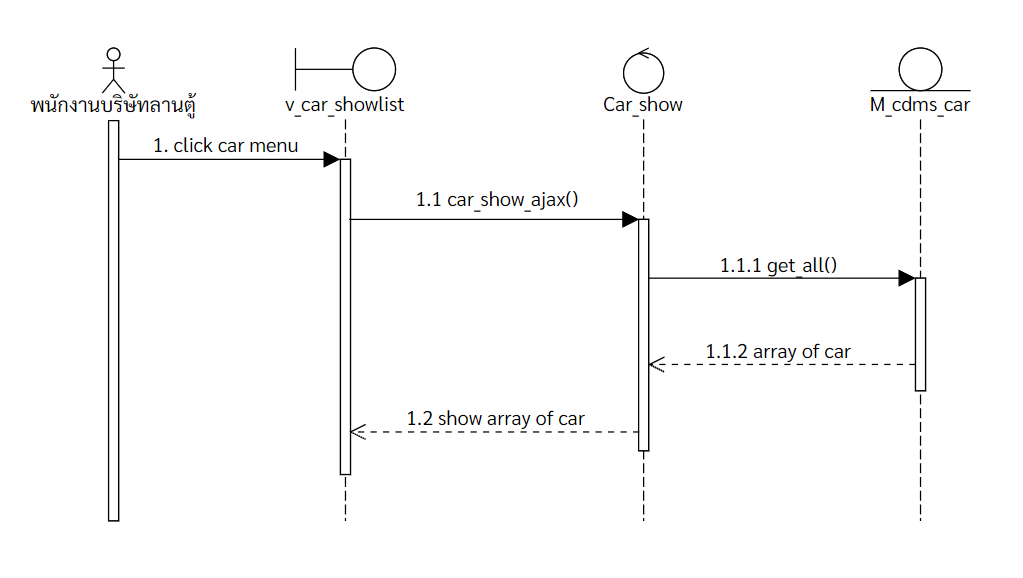 พนักงานบริษัทลานตู้
v_car_showlist
Car_show
M_cdms_car
1. click car menu
1.1 car_show_ajax()
1.1.1 get_all()
1.1.2 array of car
1.2 show array of car